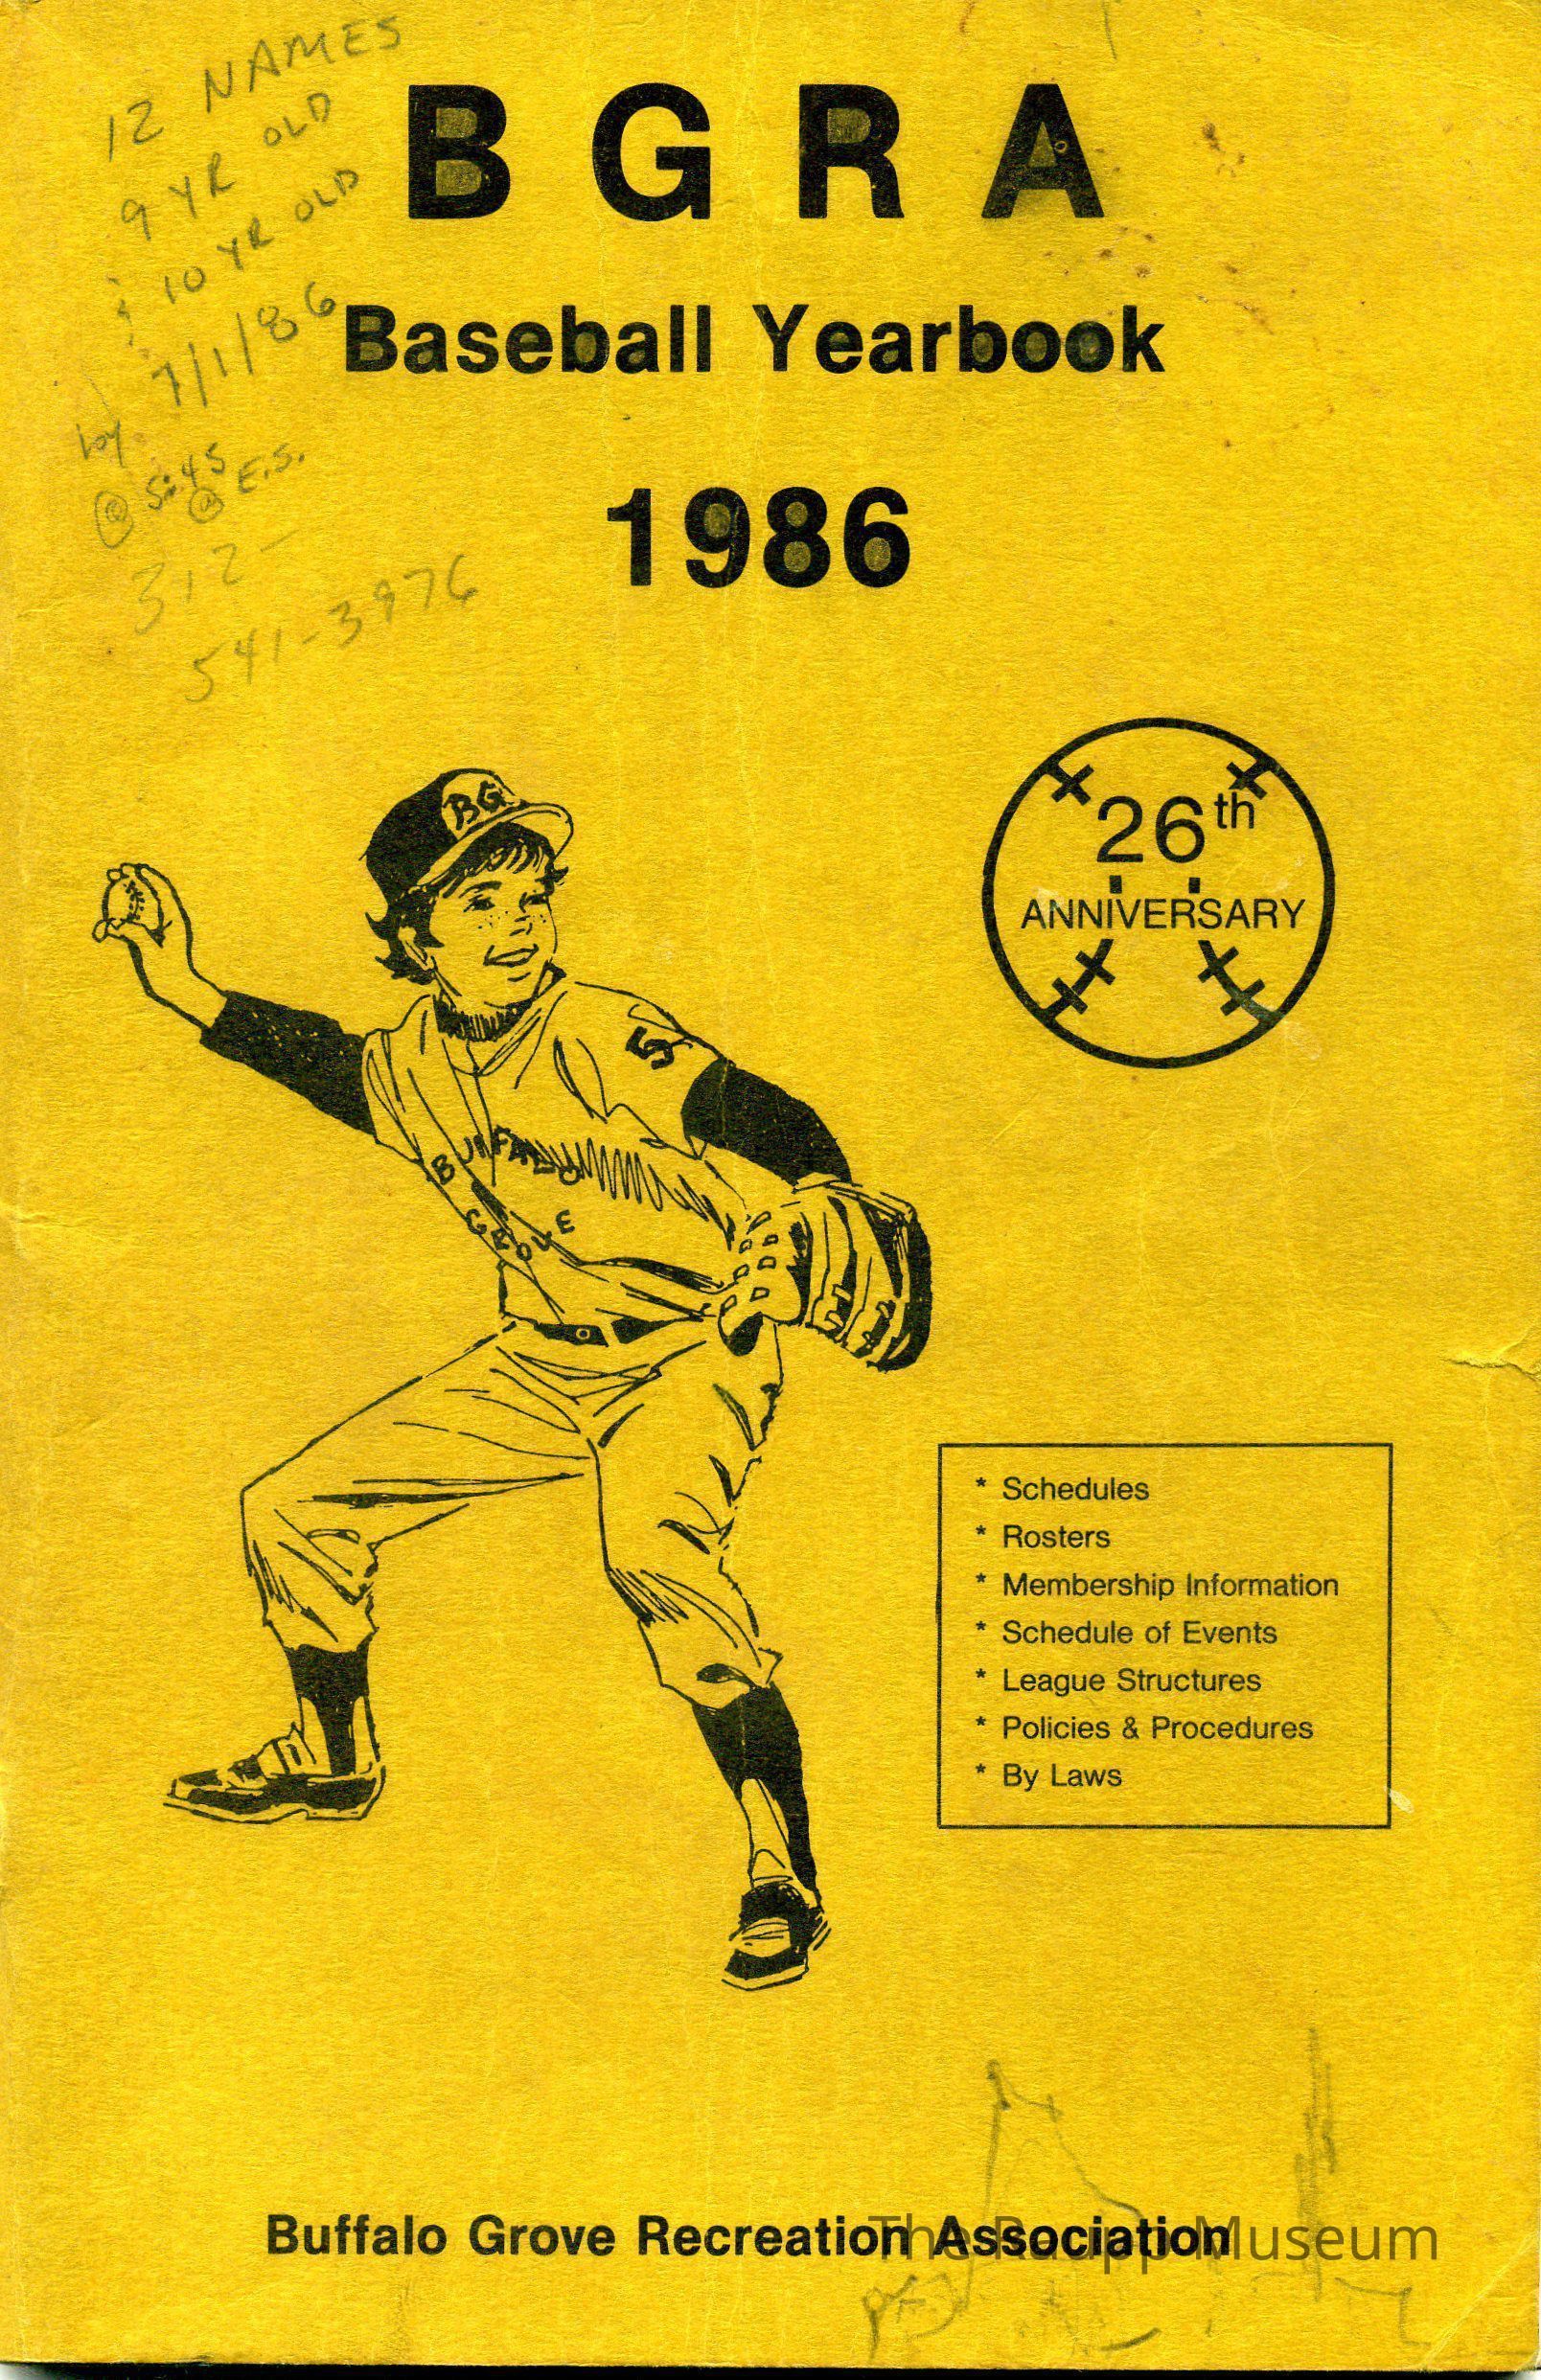 12 NAMES
9 YR OLD
10 YR OLD
7/1/86
by
@ 5:45
@ E.S.
312-
541-3976
B G R A
Baseball Yearbook
1986
26th
ANNIVERSARY
BG
5
BUFFALO
GROVE
* Schedules
* Rosters
* Membership Information
* Schedule of Events
* League Structures
* Policies & Procedures
* By Laws
Buffalo Grove Recreation Association
The Raupp Museum